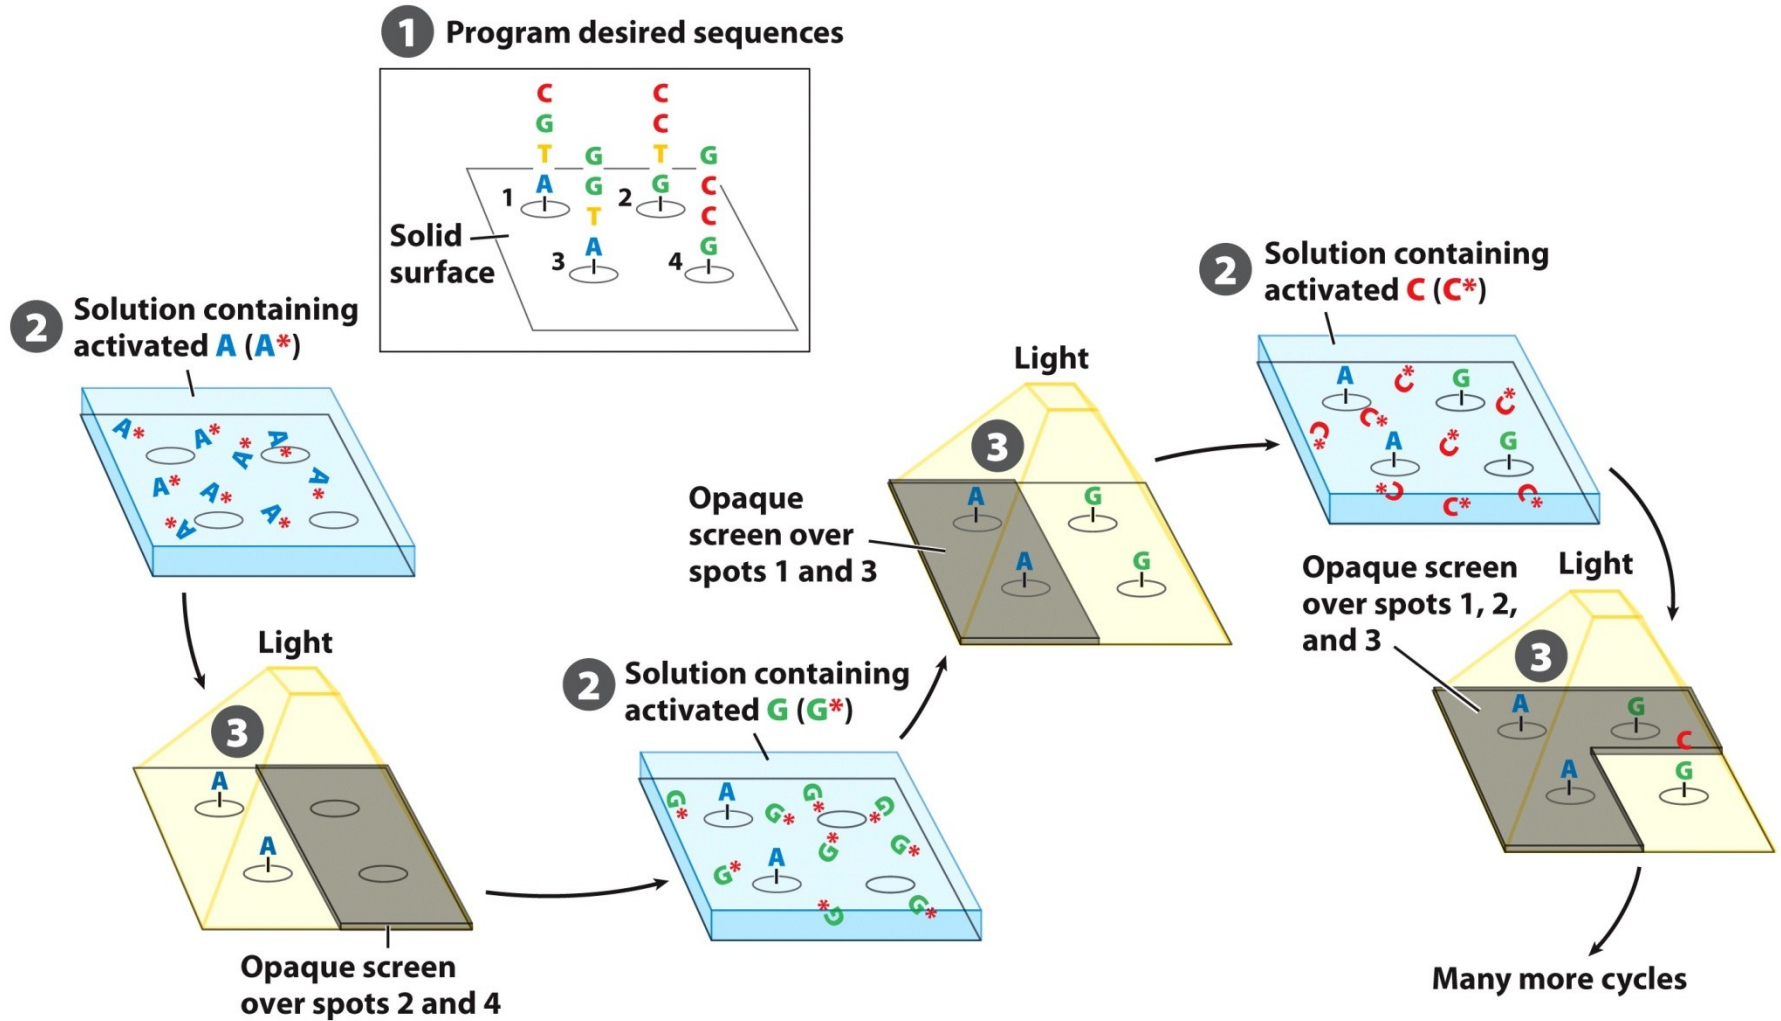 1 Program desired sequences
C
G
T
A
1
G
G
T
A
3
C
C
T
G
2
G
C
C
G
4
Solid
surface
2 Solution containing
activated A (A*)
A* A* A* A*
A* A* A*
A* A*
Light
3
A
A
Opaque screen
over spots 2 and 4
2 Solution containing
activated G (G*)
G* A G* G* G*
G* G*
G* A
G* G*
Light
3
A G
A G
Opaque
screen over
spots 1 and 3
2 Solution containing
activated C (C*)
A C* G C*
C* C*
A C* G
C* C* C*
Opaque screen
over spots 1, 2,
and 3
Light
3
A G
C
A G
Many more cycles